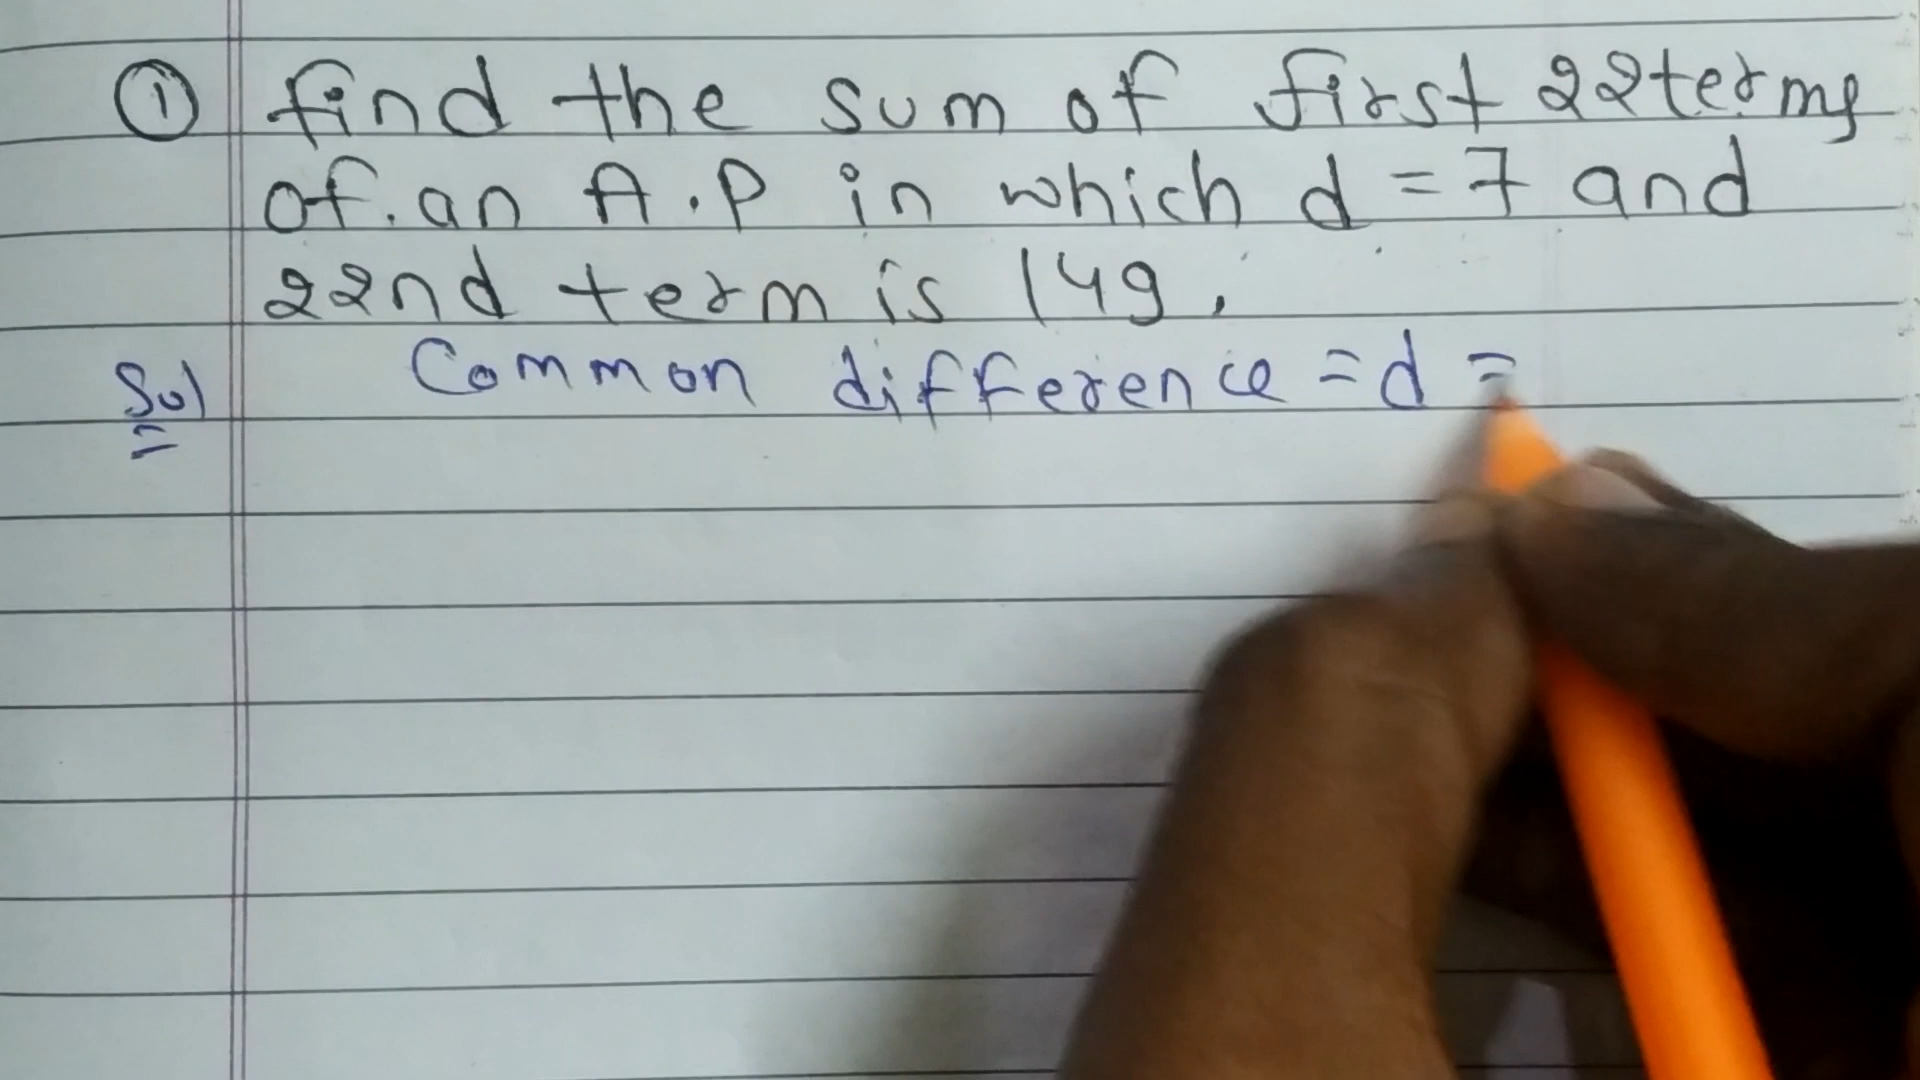 ① find the sum of first 22terms
of.an A.P in which d=7 and
22nd term is 149.
Sol Common difference = d =